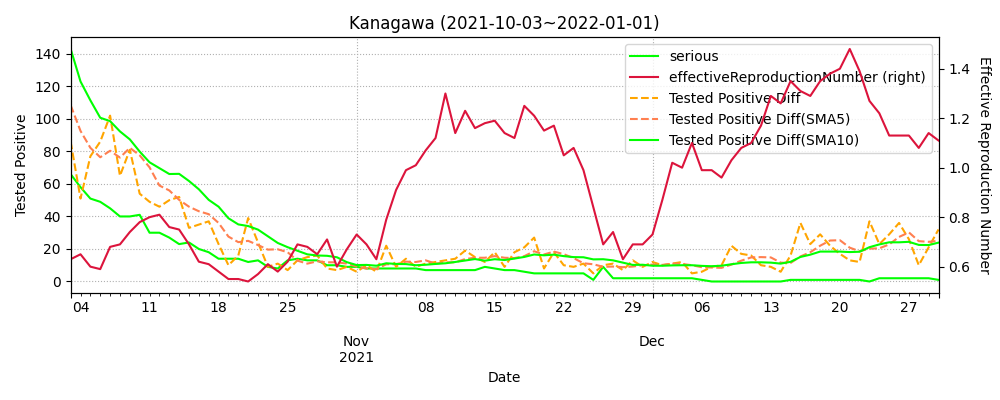 Kanagawa (2021-10-03~2022-01-01)
serious
effectiveReproductionNumber (right)
Tested Positive Diff
Tested Positive Diff(SMA5)
Tested Positive Diff(SMA10)
Tested Positive
140
120
100
80
60
40
20
0
Effective Reproduction Number
1.4
1.2
1.0
0.8
0.6
04 11 18 25 08 15 22 29 06 13 20 27
Nov Dec
2021
Date